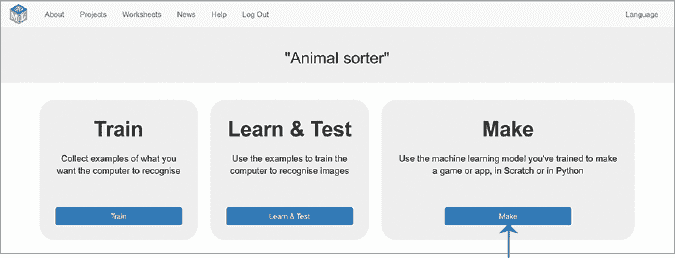 About Projects Worksheets News Help Log Out Language
"Animal sorter"
Train
Collect examples of what you
want the computer to recognise
Train
Learn & Test
Use the examples to train the
computer to recognise images
Learn & Test
Make
Use the machine learning model you've trained to make
a game or app, in Scratch or in Python
Make